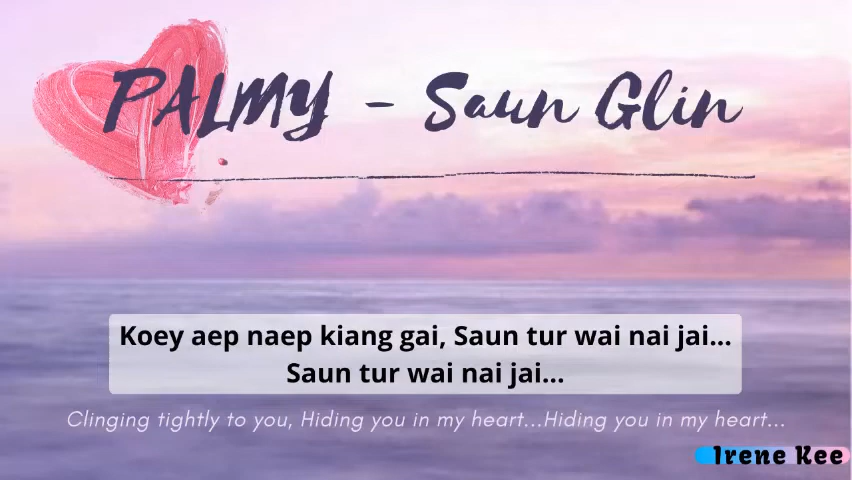 PALMY - Saun Glin
Koey aep naep kiang gai, Saun tur wai nai jai...
Saun tur wai nai jai...
Clinging tightly to you, Hiding you in my heart...Hiding you in my heart...
Irene Kee